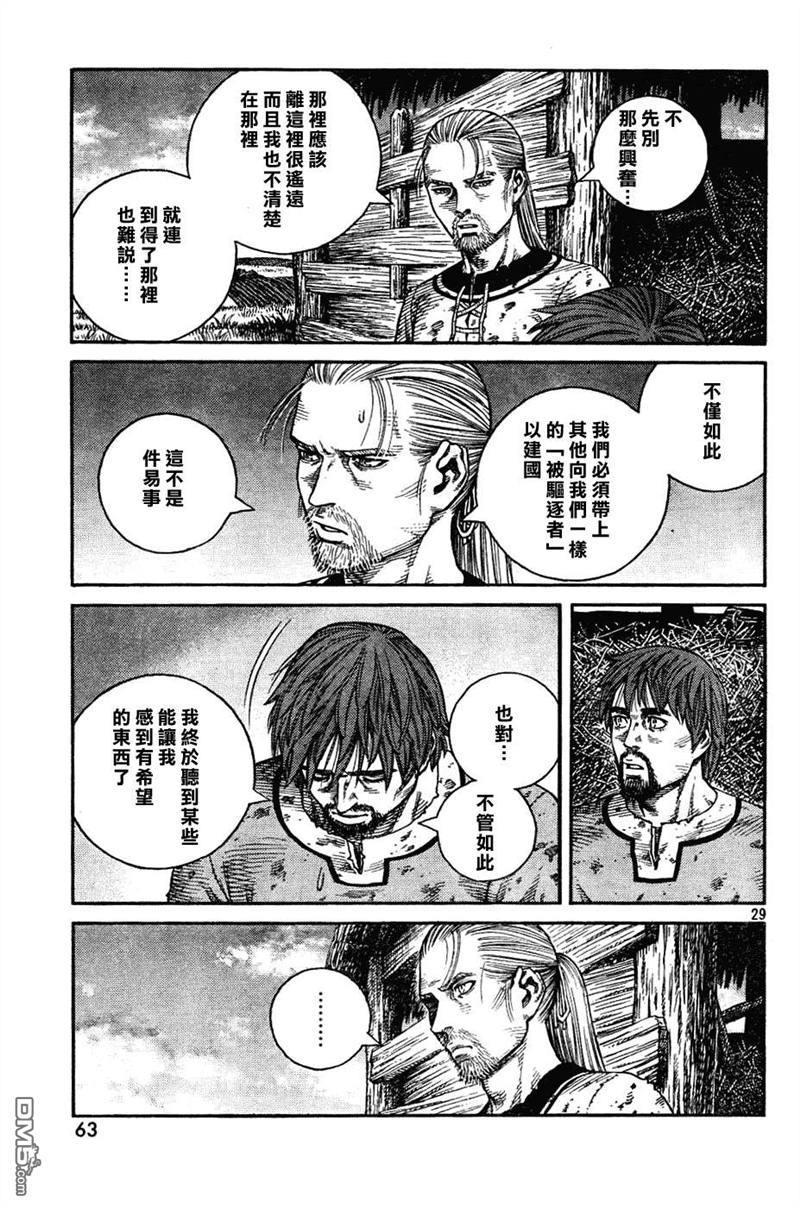 不
先別
那麼興奮…
那裡應該
離這裡很遙遠
而且我也不清楚
在那裡
就連
到得了那裡
也難說……
不僅如此
我們必須帶上
其他向我們一樣
的「被驅逐者」
以建國
這不是
件易事
也對…
不管如此
我終於聽到某些
能讓我
感到有希望
的東西了
29
………
63
DM5.com